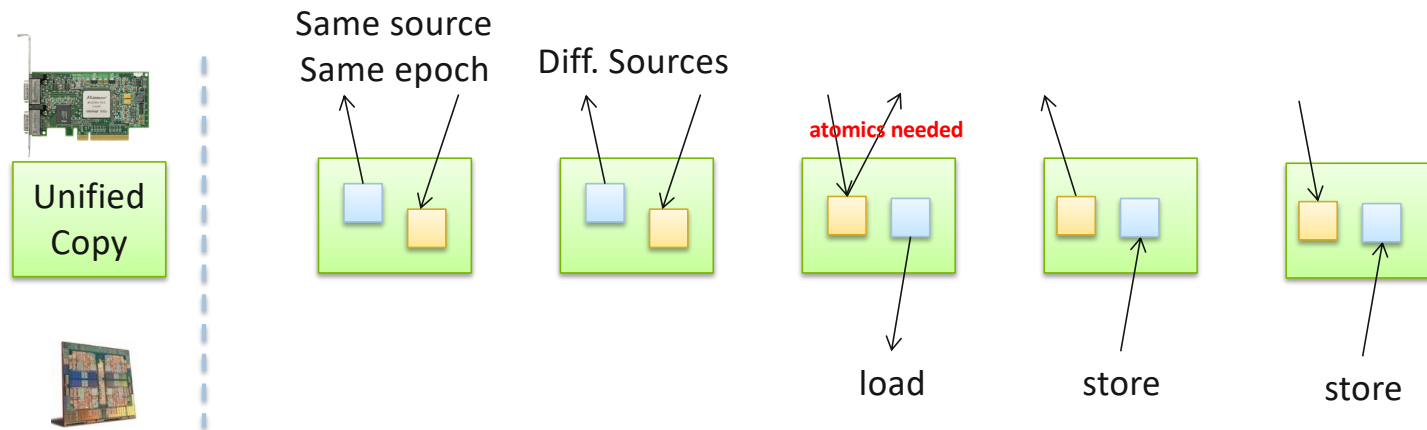 Same source
Same epoch
Diff. Sources
atomics needed
Unified
Copy
load
store
store